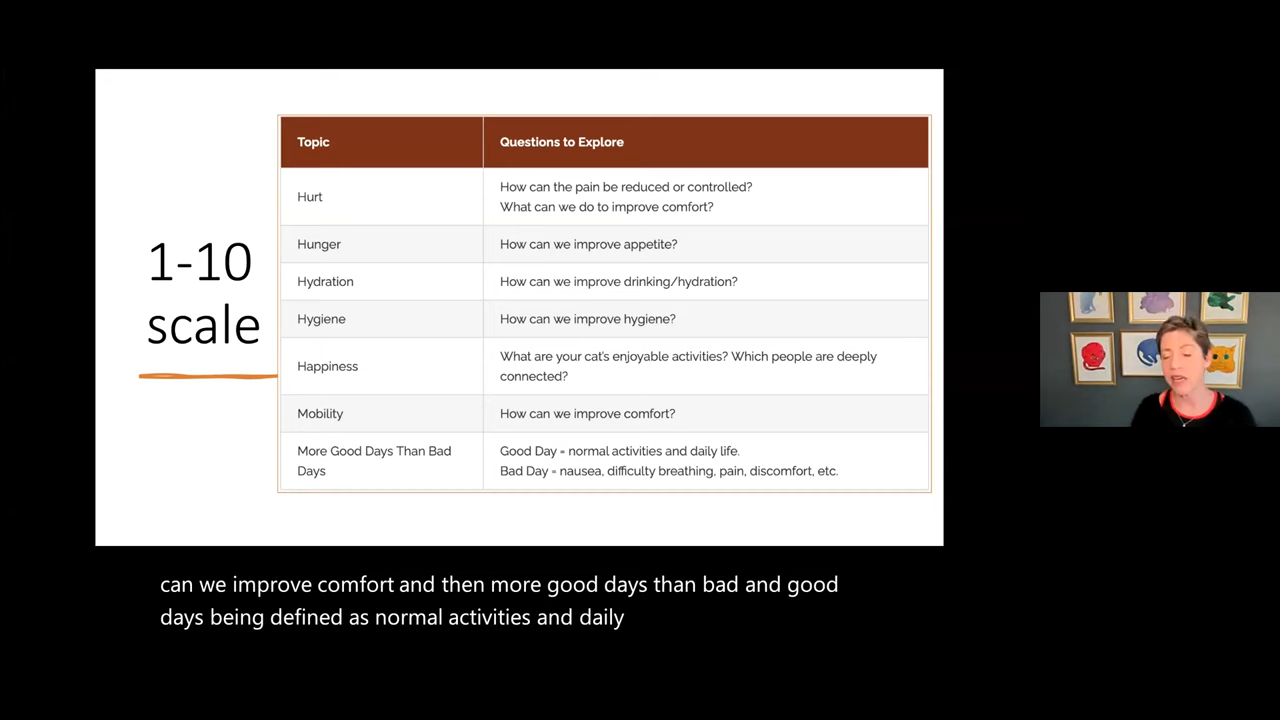 1-10
scale
Topic
Questions to Explore
Hurt
How can the pain be reduced or controlled?
What can we do to improve comfort?
Hunger
How can we improve appetite?
Hydration
How can we improve drinking/hydration?
Hygiene
How can we improve hygiene?
Happiness
What are your cat's enjoyable activities? Which people are deeply
connected?
Mobility
How can we improve comfort?
More Good Days Than Bad
Days
Good Day = normal activities and daily life.
Bad Day = nausea, difficulty breathing, pain, discomfort, etc.
can we improve comfort and then more good days than bad and good
days being defined as normal activities and daily